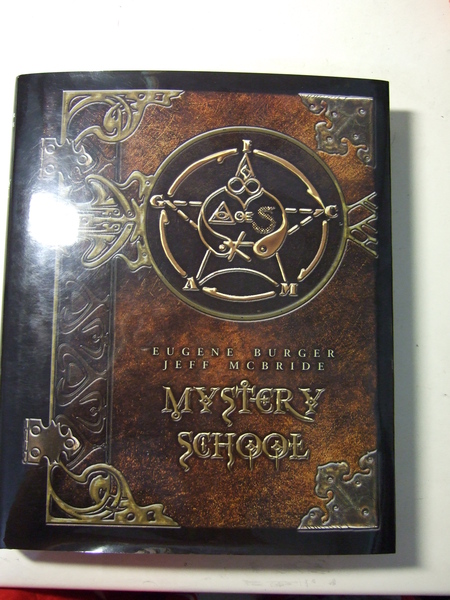 I
G C
A M
EUGENE BURGER
JEFF MCBRIDE
MYSTERY
SCHOOL